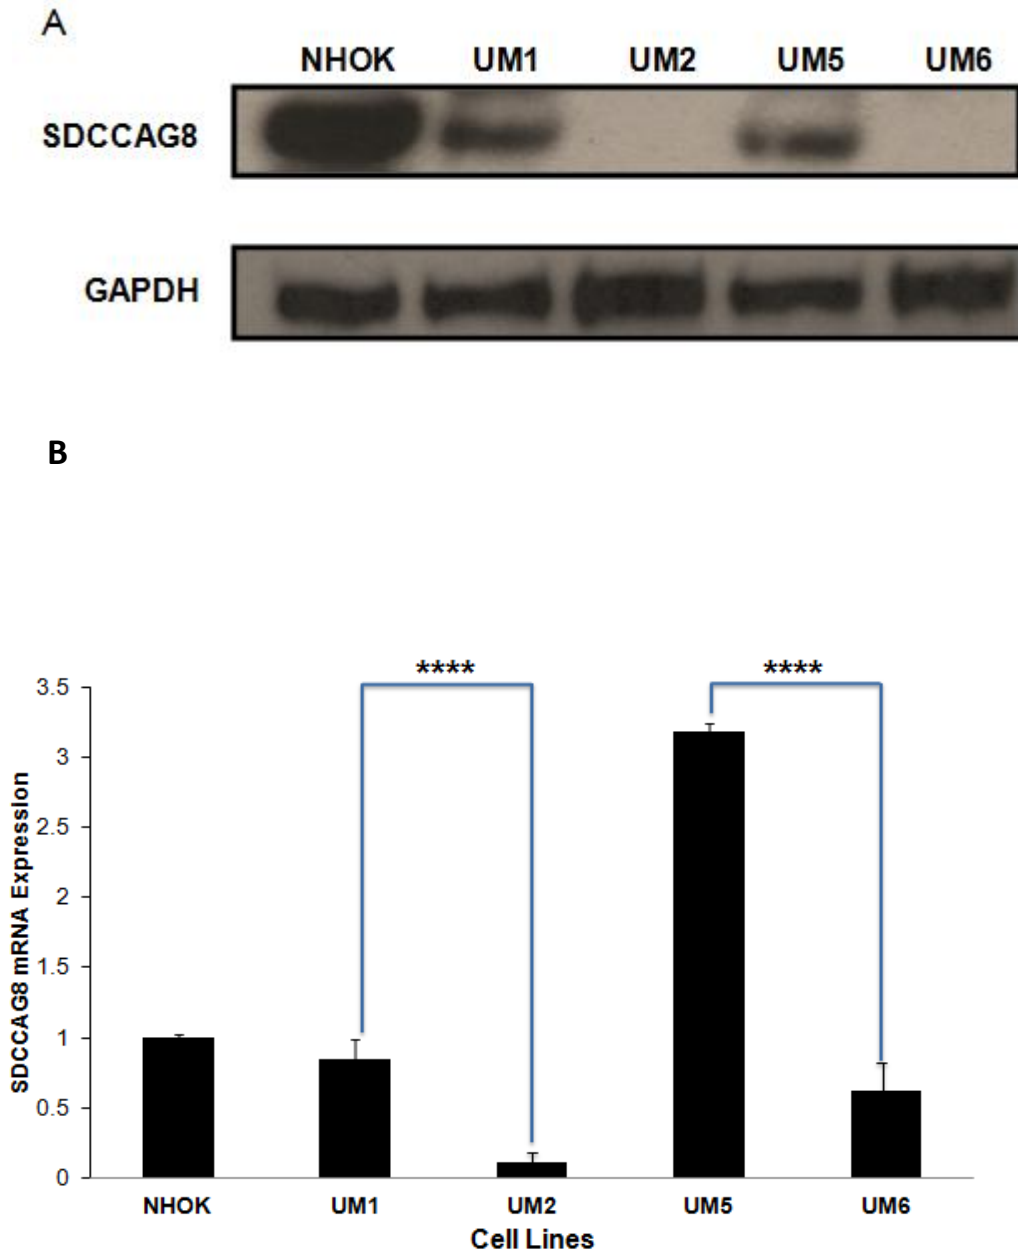 A
NHOK UM1 UM2 UM5 UM6
SDCCAG8
GAPDH
B
**** ****
3.5
3
2.5
2
1.5
1
0.5
0
SDCCAG8 mRNA Expression
NHOK UM1 UM2 UM5 UM6
Cell Lines